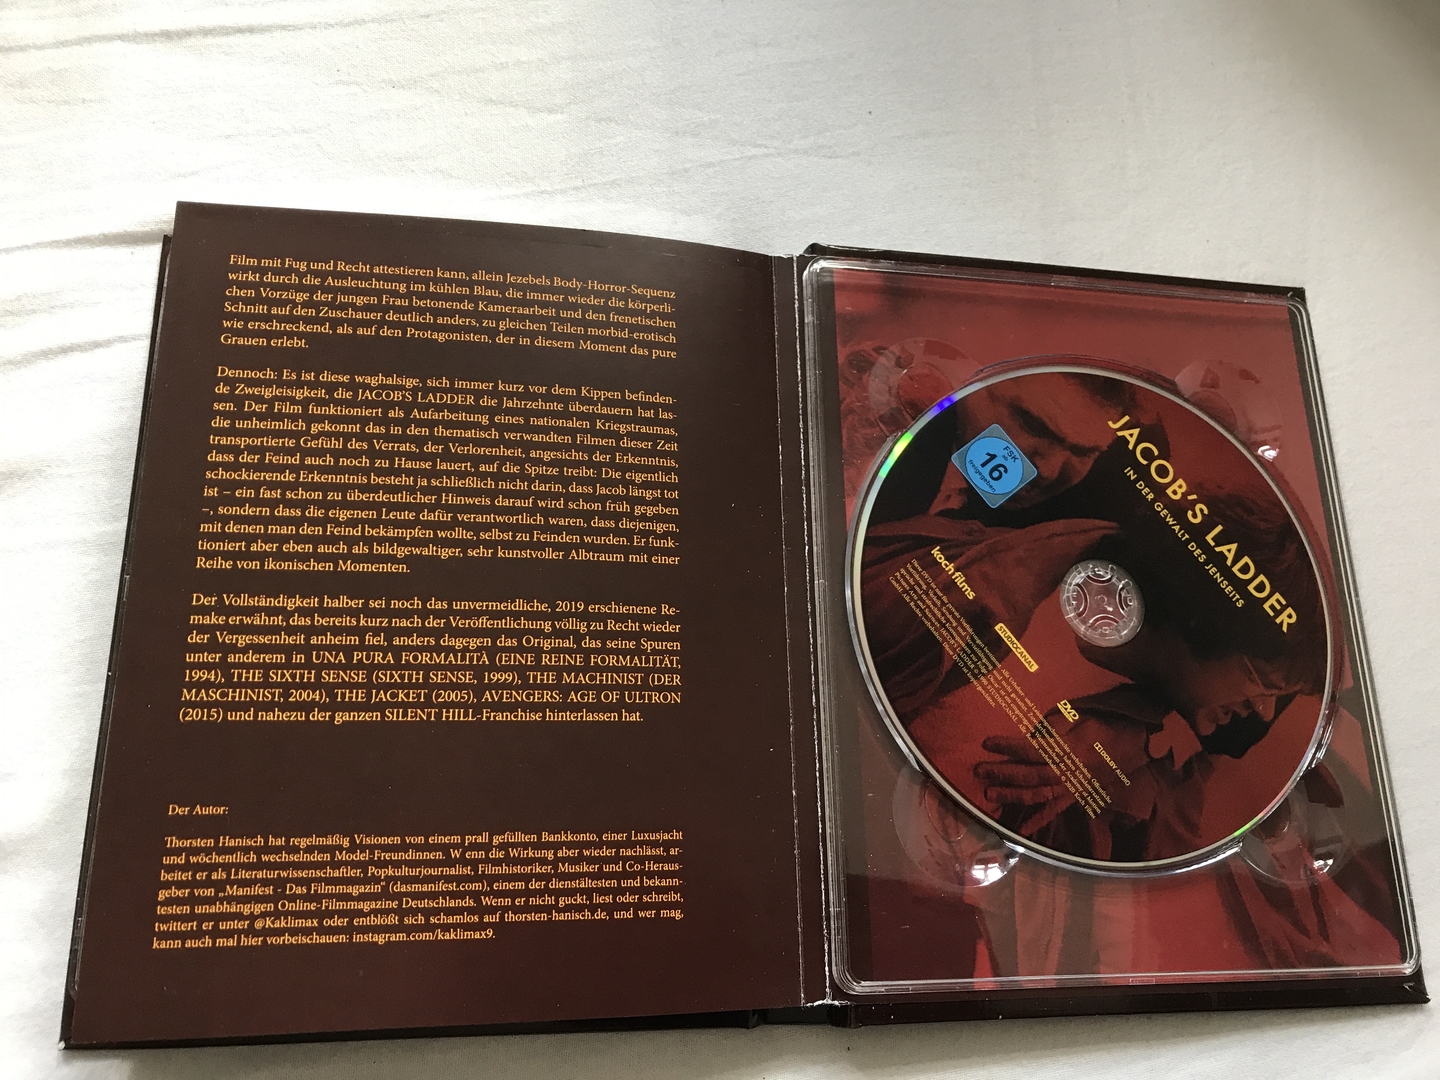 Film mit Fug und Recht attestieren kann, allein Jezebels Body-Horror-Sequenz
wirkt durch die Ausleuchtung im kühlen Blau, die immer wieder die körperli-
chen Vorzüge der jungen Frau betonende Kameraarbeit und den frenetischen
Schnitt auf den Zuschauer deutlich anders, zu gleichen Teilen morbid-erotisch
wie erschreckend, als auf den Protagonisten, der in diesem Moment das pure
Grauen erlebt.
Dennoch: Es ist diese waghalsige, sich immer kurz vor dem Kippen befinden-
de Zweigleisigkeit, die JACOB'S LADDER die Jahrzehnte überdauern hat las-
sen. Der Film funktioniert als Aufarbeitung eines nationalen Kriegstraumas,
die unheimlich gekonnt das in den thematisch verwandten Filmen dieser Zeit
transportierte Gefühl des Verrats, der Verlorenheit, angesichts der Erkenntnis,
dass der Feind auch noch zu Hause lauert, auf die Spitze treibt: Die eigentlich
schockierende Erkenntnis besteht ja schließlich nicht darin, dass Jacob längst tot
ist – ein fast schon zu überdeutlicher Hinweis darauf wird schon früh gegeben
–, sondern dass die eigenen Leute dafür verantwortlich waren, dass diejenigen,
mit denen man den Feind bekämpfen wollte, selbst zu Feinden wurden. Er funk-
tioniert aber eben auch als bildgewaltiger, sehr kunstvoller Albtraum mit einer
Reihe von ikonischen Momenten.
Der Vollständigkeit halber sei noch das unvermeidliche, 2019 erschienene Re-
make erwähnt, das bereits kurz nach der Veröffentlichung völlig zu Recht wieder
der Vergessenheit anheim fiel, anders dagegen das Original, das seine Spuren
unter anderem in UNA PURA FORMALITÀ (EINE REINE FORMALITÄT,
1994), THE SIXTH SENSE (SIXTH SENSE, 1999), THE MACHINIST (DER
MASCHINIST, 2004), THE JACKET (2005), AVENGERS: AGE OF ULTRON
(2015) und nahezu der ganzen SILENT HILL-Franchise hinterlassen hat.
Der Autor:
Thorsten Hanisch hat regelmäßig Visionen von einem prall gefüllten Bankkonto, einer Luxusjacht
und wöchentlich wechselnden Model-Freundinnen. W enn die Wirkung aber wieder nachlässt, ar-
beitet er als Literaturwissenschaftler, Popkulturjournalist, Filmhistoriker, Musiker und Co-Heraus-
geber von „Manifest - Das Filmmagazin“ (dasmanifest.com), einem der dienstältesten und bekann-
testen unabhängigen Online-Filmmagazine Deutschlands. Wenn er nicht guckt, liest oder schreibt,
twittert er unter @Kaklimax oder entblößt sich schamlos auf thorsten-hanisch.de, und wer mag,
kann auch mal hier vorbeischauen: instagram.com/kaklimax9.
JACOB'S LADDER
IN DER GEWALT DES JENSEITS
FSK
ab
16
freigegeben
koch films
STUDIOCANAL
DVD
DOLBY AUDIO